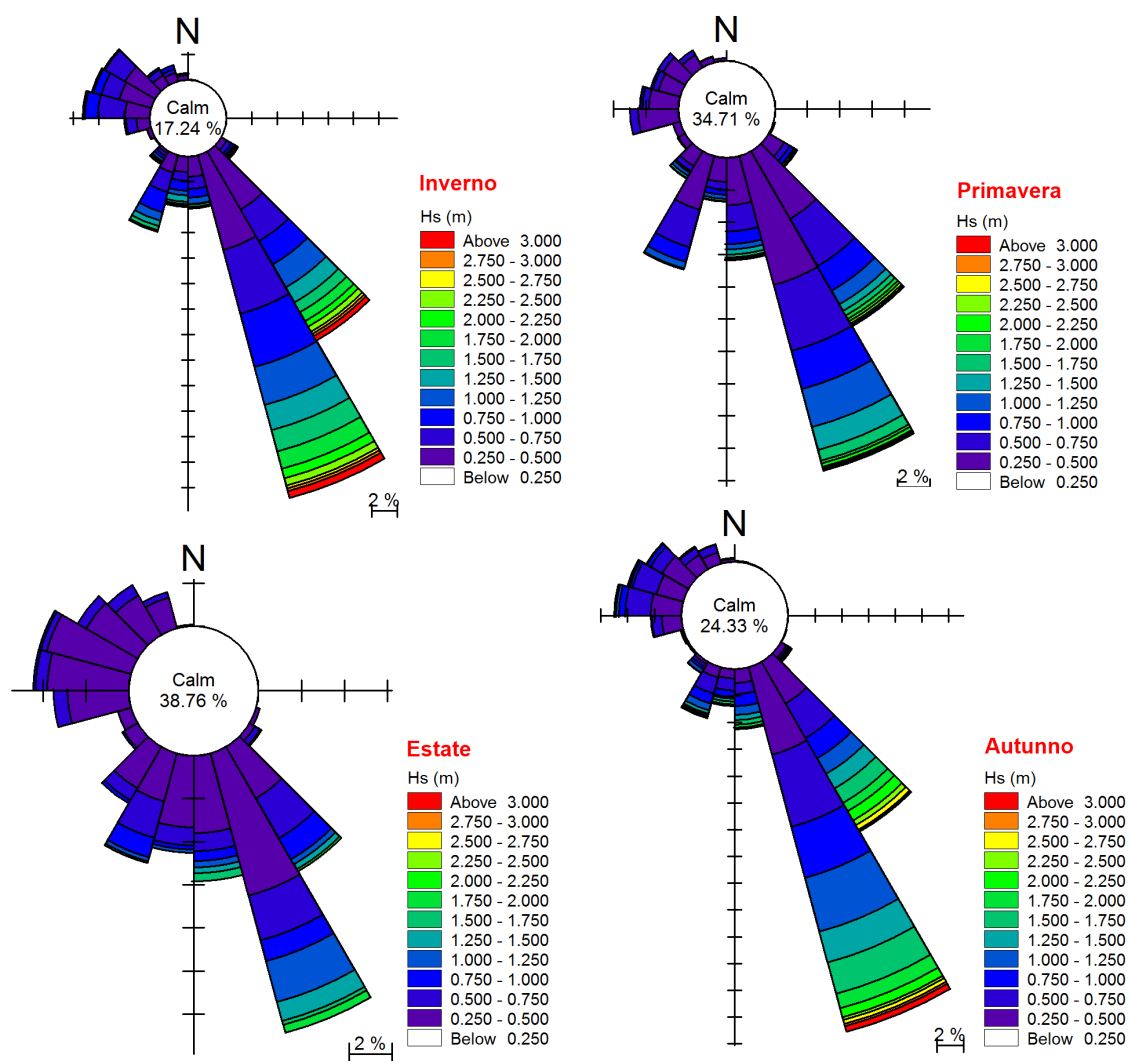 N
Calm
17.24 %
Inverno
Hs (m)
Above 3.000
2.750 - 3.000
2.500 - 2.750
2.250 - 2.500
2.000 - 2.250
1.750 - 2.000
1.500 - 1.750
1.250 - 1.500
1.000 - 1.250
0.750 - 1.000
0.500 - 0.750
0.250 - 0.500
Below 0.250
2 %
N
Calm
34.71 %
Primavera
Hs (m)
Above 3.000
2.750 - 3.000
2.500 - 2.750
2.250 - 2.500
2.000 - 2.250
1.750 - 2.000
1.500 - 1.750
1.250 - 1.500
1.000 - 1.250
0.750 - 1.000
0.500 - 0.750
0.250 - 0.500
Below 0.250
2 %
N
Calm
38.76 %
Estate
Hs (m)
Above 3.000
2.750 - 3.000
2.500 - 2.750
2.250 - 2.500
2.000 - 2.250
1.750 - 2.000
1.500 - 1.750
1.250 - 1.500
1.000 - 1.250
0.750 - 1.000
0.500 - 0.750
0.250 - 0.500
Below 0.250
2 %
N
Calm
24.33 %
Autunno
Hs (m)
Above 3.000
2.750 - 3.000
2.500 - 2.750
2.250 - 2.500
2.000 - 2.250
1.750 - 2.000
1.500 - 1.750
1.250 - 1.500
1.000 - 1.250
0.750 - 1.000
0.500 - 0.750
0.250 - 0.500
Below 0.250
2 %